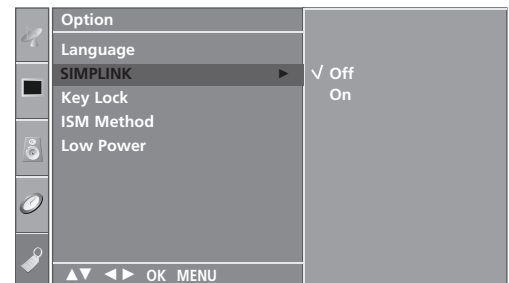 Option
Language
SIMPLINK ► √ Off
Key Lock On
ISM Method
Low Power
▲▼ ◄► OK MENU